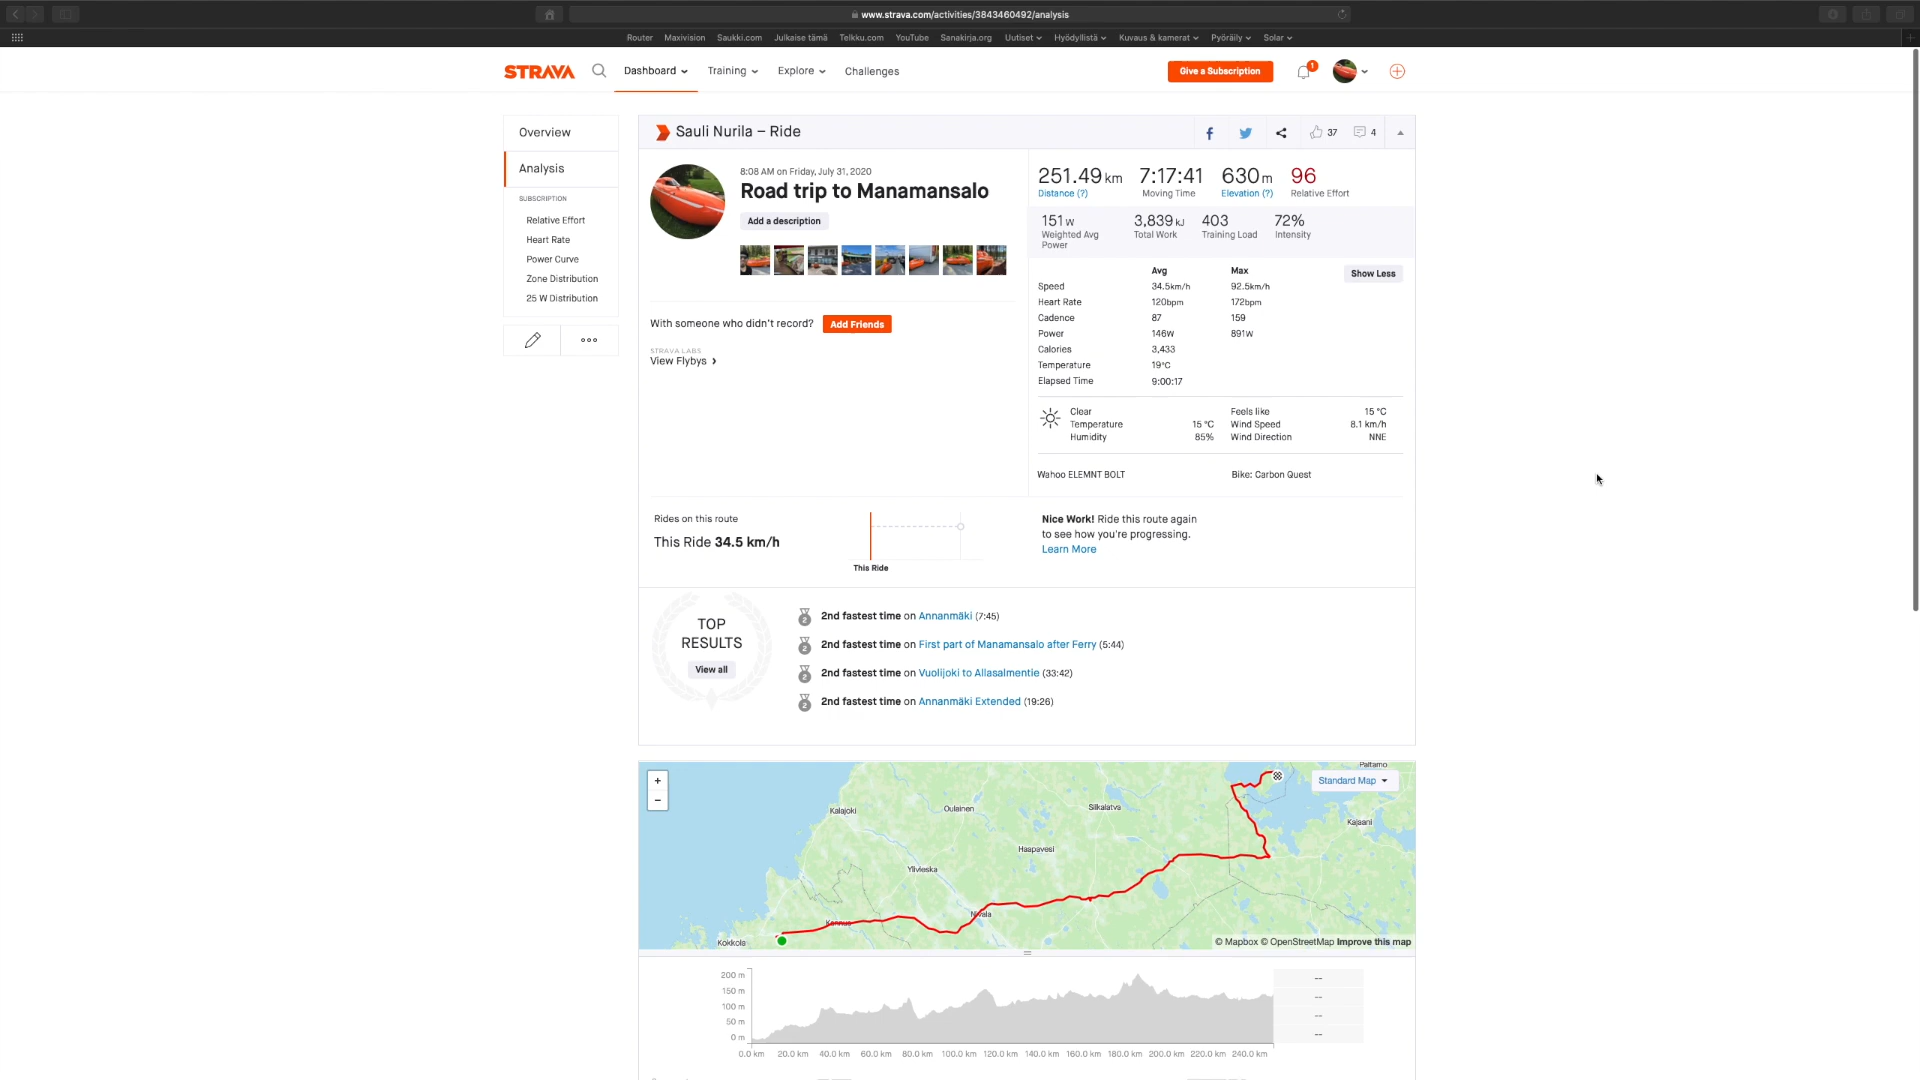 www.strava.com/activities/3843460492/analysis
Router Maxivision Saukki.com Julkaise tämä Telkku.com YouTube Sanakirja.org Uutiset Hyödyllistä Kuvaus & kamerat Pyöräily Solar
STRAVA Dashboard Training Explore Challenges Give a Subscription 1
Overview
Analysis
SUBSCRIPTION
Relative Effort
Heart Rate
Power Curve
Zone Distribution
25 W Distribution
Sauli Nurila – Ride 37 4
8:08 AM on Friday, July 31, 2020
Road trip to Manamansalo
Add a description
With someone who didn't record? Add Friends
STRAVA LABS
View Flybys
251.49 km 7:17:41 630 m 96
Distance (?) Moving Time Elevation (?) Relative Effort
151 W 3,839 kJ 403 72%
Weighted Avg Power Total Work Training Load Intensity
Avg Max Show Less
Speed 34.5km/h 92.5km/h
Heart Rate 120bpm 172bpm
Cadence 87 159
Power 146W 891W
Calories 3,433
Temperature 19°C
Elapsed Time 9:00:17
Clear Feels like 15 °C
Temperature 15 °C Wind Speed 8.1 km/h
Humidity 85% Wind Direction NNE
Wahoo ELEMNT BOLT Bike: Carbon Quest
Rides on this route
This Ride 34.5 km/h
This Ride
Nice Work! Ride this route again
to see how you're progressing.
Learn More
TOP
RESULTS
View all
2 2nd fastest time on Annanmäki (7:45)
2 2nd fastest time on First part of Manamansalo after Ferry (5:44)
2 2nd fastest time on Vuolijoki to Allasalmentie (33:42)
2 2nd fastest time on Annanmäki Extended (19:26)
+
−
Standard Map
Paltamo
Kalajoki
Oulainen
Siikalatva
Kajaani
Haapavesi
Ylivieska
Nivala
Kannus
Kokkola
© Mapbox © OpenStreetMap Improve this map
200 m
150 m
100 m
50 m
0 m
0.0 km 20.0 km 40.0 km 60.0 km 80.0 km 100.0 km 120.0 km 140.0 km 160.0 km 180.0 km 200.0 km 220.0 km 240.0 km
--
--
--
--